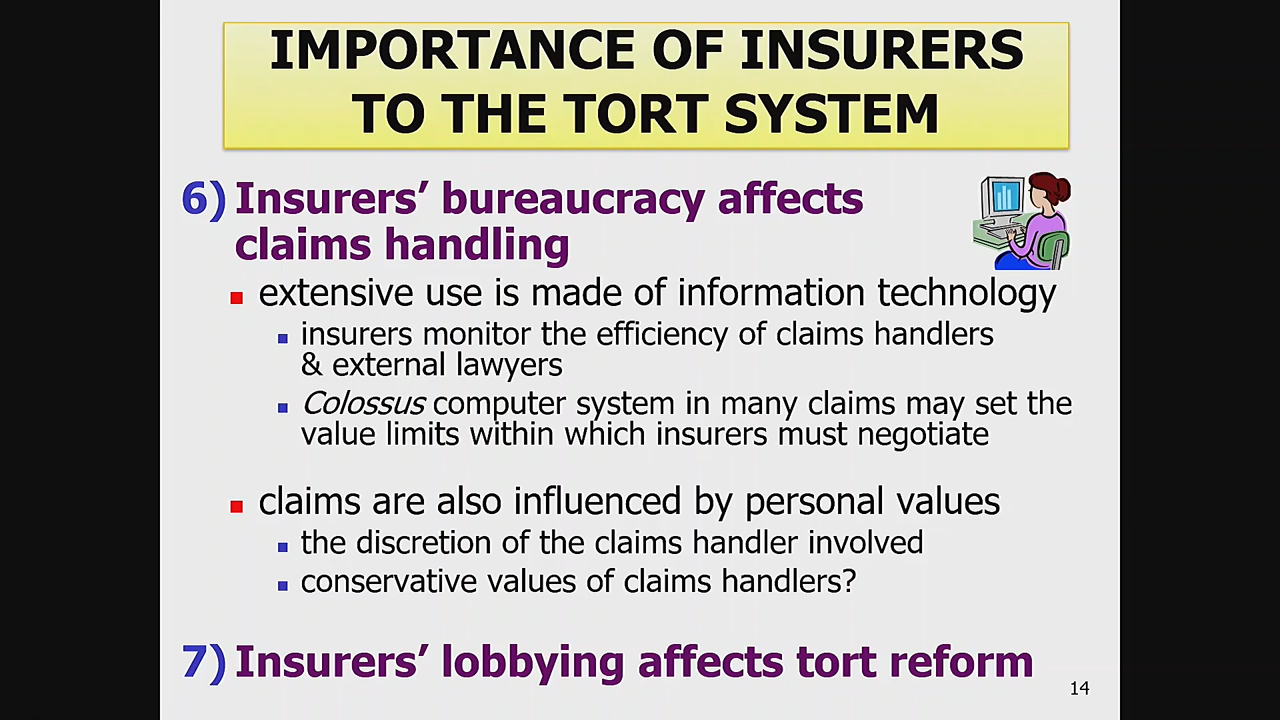 IMPORTANCE OF INSURERS
TO THE TORT SYSTEM
6) Insurers’ bureaucracy affects
claims handling
extensive use is made of information technology
insurers monitor the efficiency of claims handlers
& external lawyers
Colossus computer system in many claims may set the
value limits within which insurers must negotiate
claims are also influenced by personal values
the discretion of the claims handler involved
conservative values of claims handlers?
7) Insurers’ lobbying affects tort reform
14